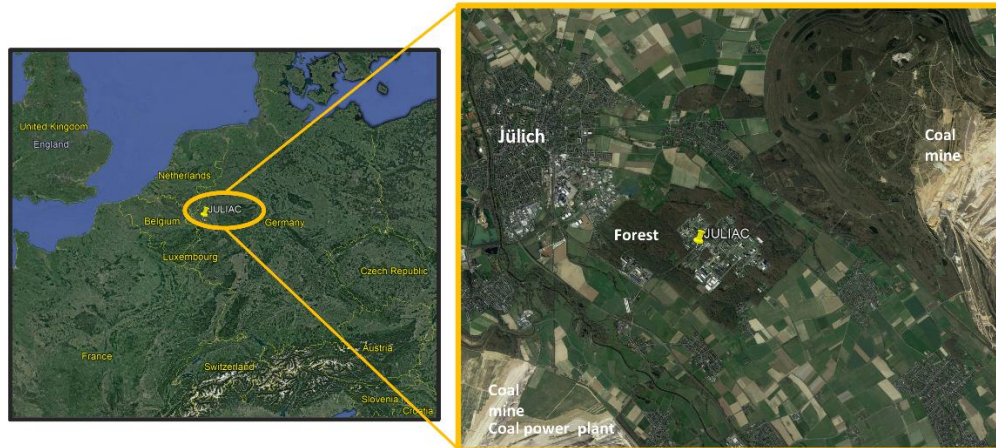 United Kingdom
England
Netherlands
JULIAC
Belgium
Germany
Luxembourg
Czech Republic
France
Austria
Switzerland
Slovenia
Croatia
Jülich
Coal
mine
Forest
JULIAC
Coal
mine
Coal power plant